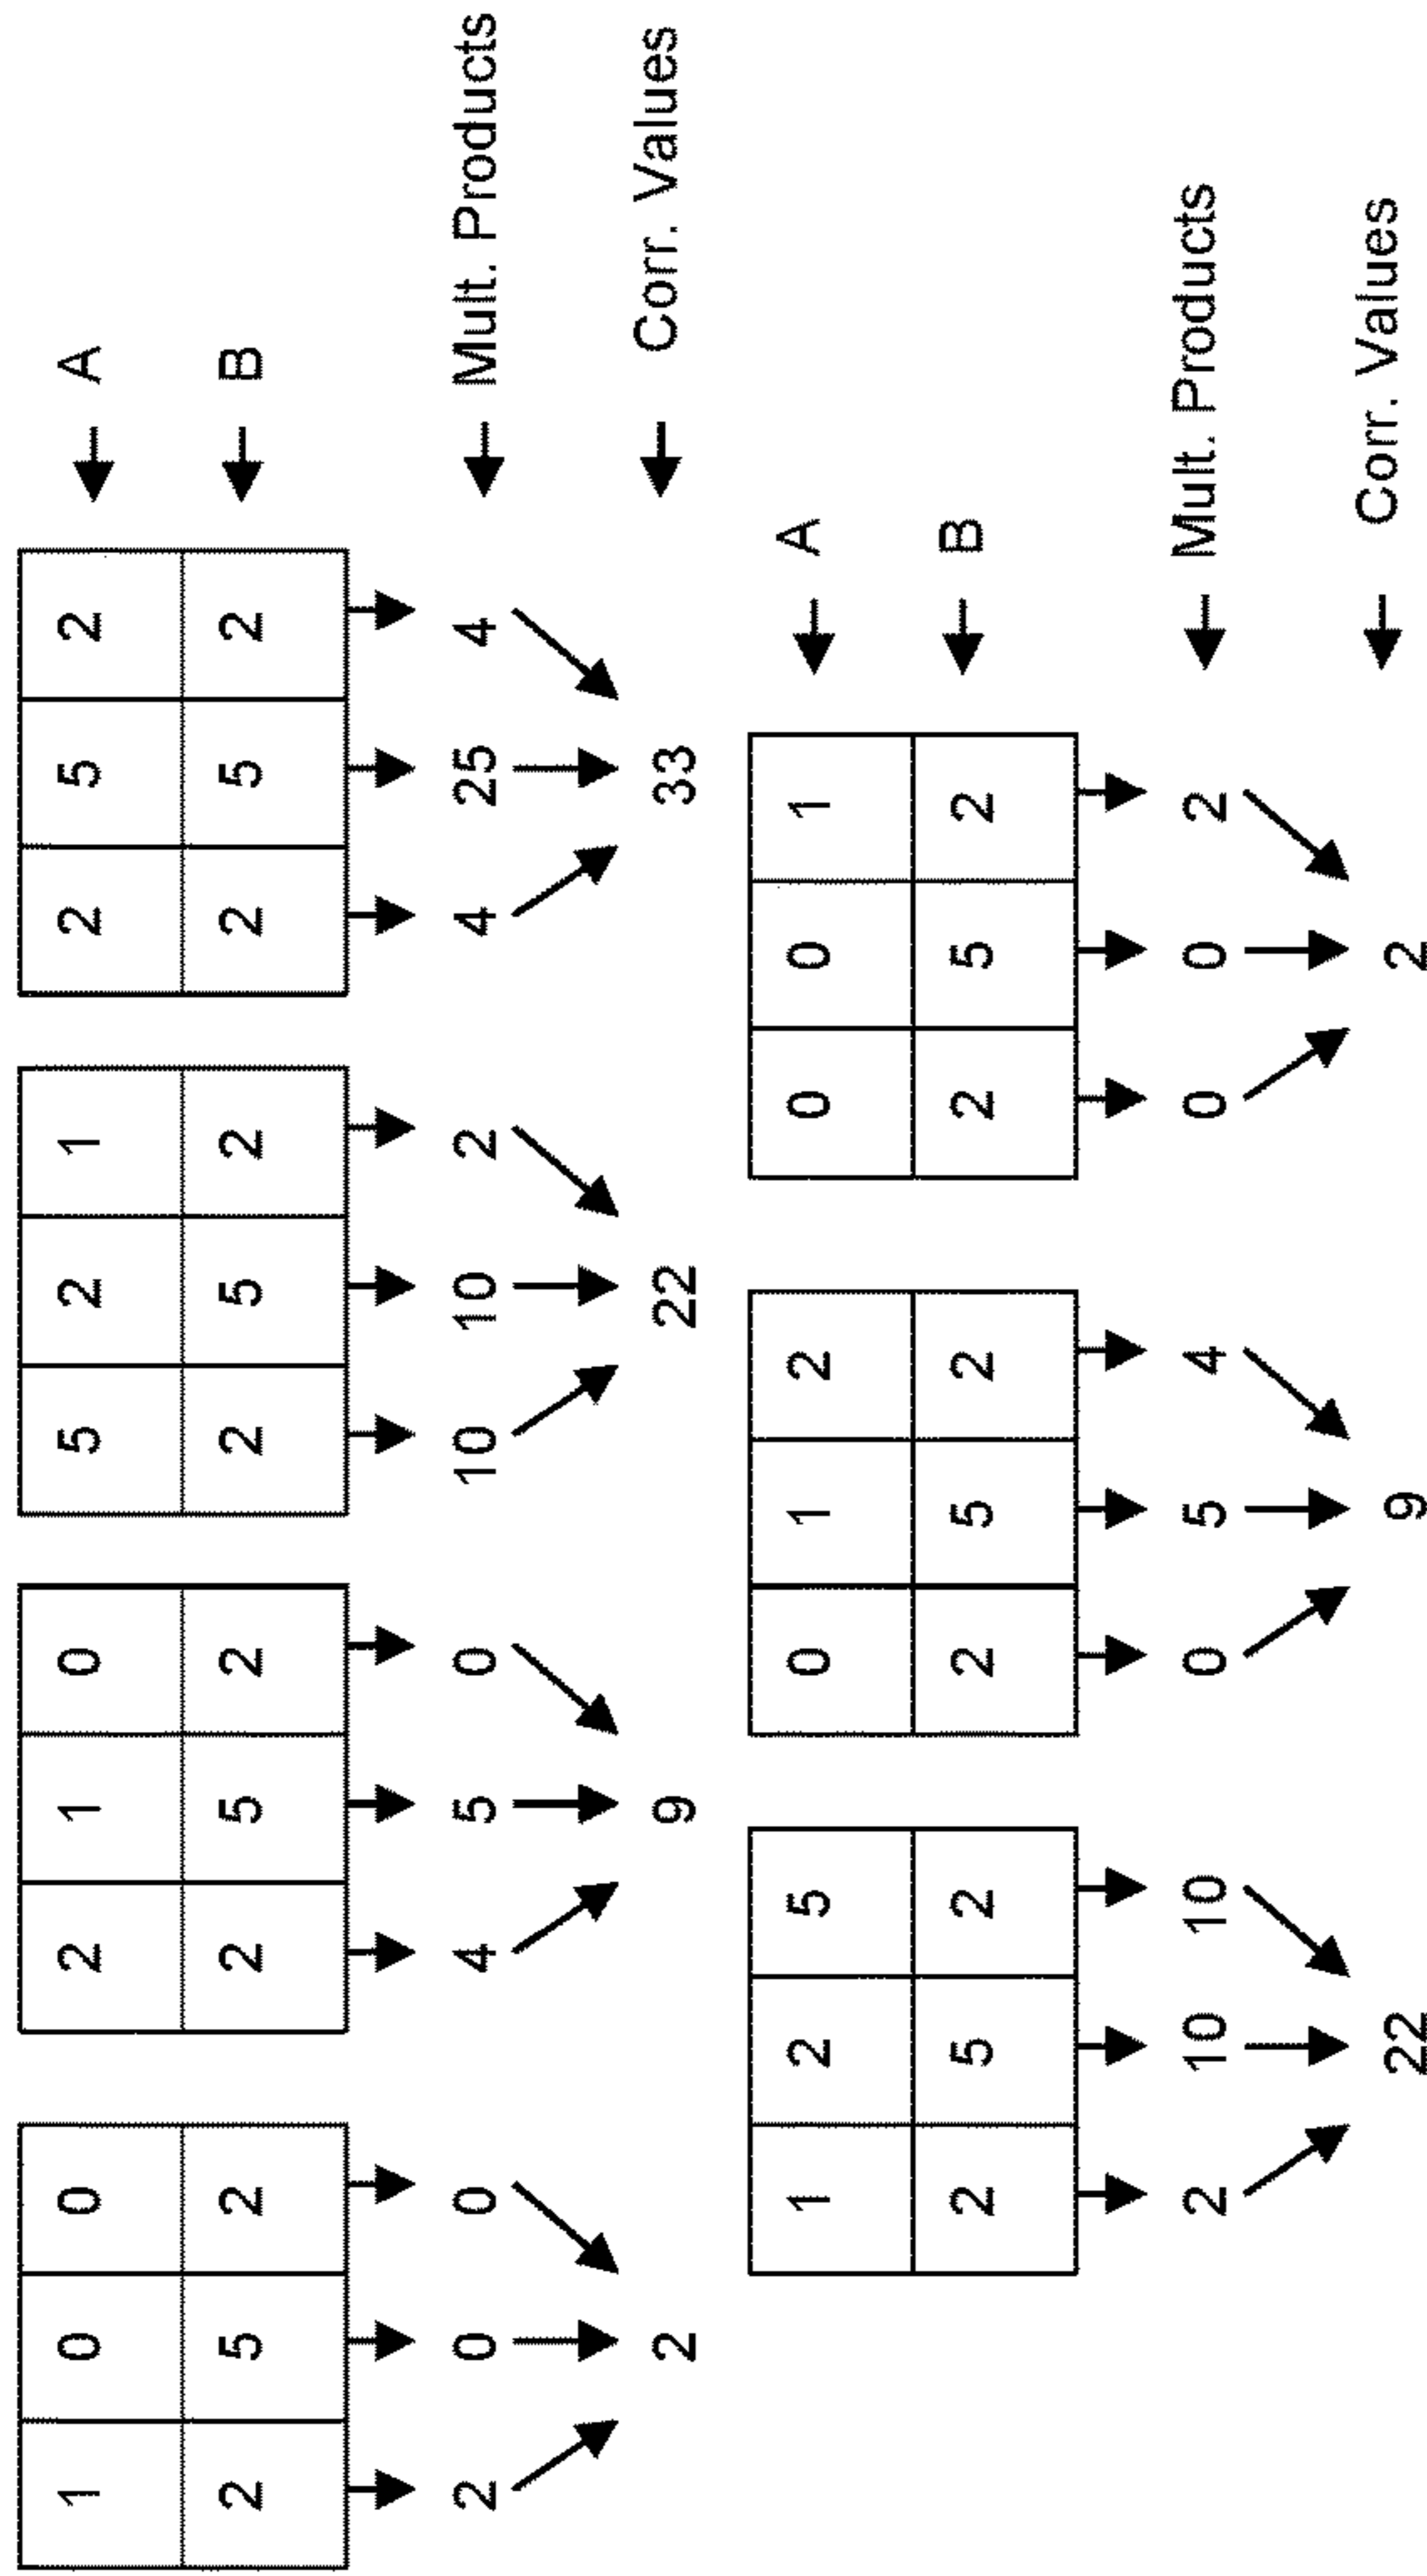 1 0 0 2 1 0 5 2 1 2 5 2 A
2 5 2 2 5 2 2 5 2 2 5 2 B
2 0 0 4 5 0 10 10 2 4 25 4 Mult. Products
2 9 22 33 Corr. Values
1 2 5 0 1 2 0 0 1 A
2 5 2 2 5 2 2 5 2 B
2 10 10 0 5 4 0 0 2 Mult. Products
22 9 2 Corr. Values